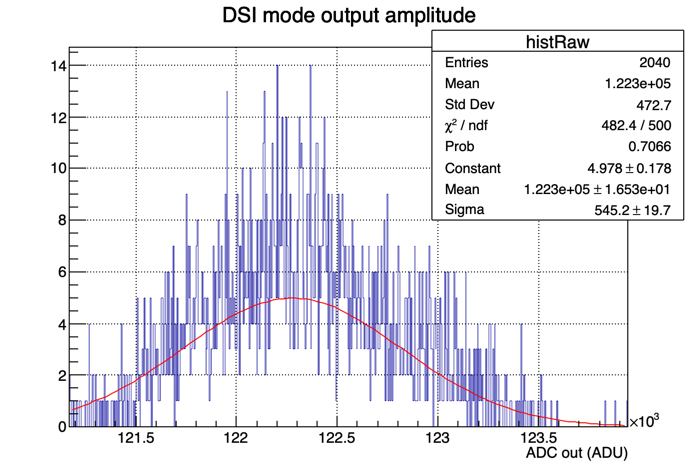 DSI mode output amplitude
histRaw
Entries 2040
Mean 1.223e+05
Std Dev 472.7
χ² / ndf 482.4 / 500
Prob 0.7066
Constant 4.978 ± 0.178
Mean 1.223e+05 ± 1.653e+01
Sigma 545.2 ± 19.7
14
12
10
8
6
4
2
0
121.5 122 122.5 123 123.5
×10³
ADC out (ADU)